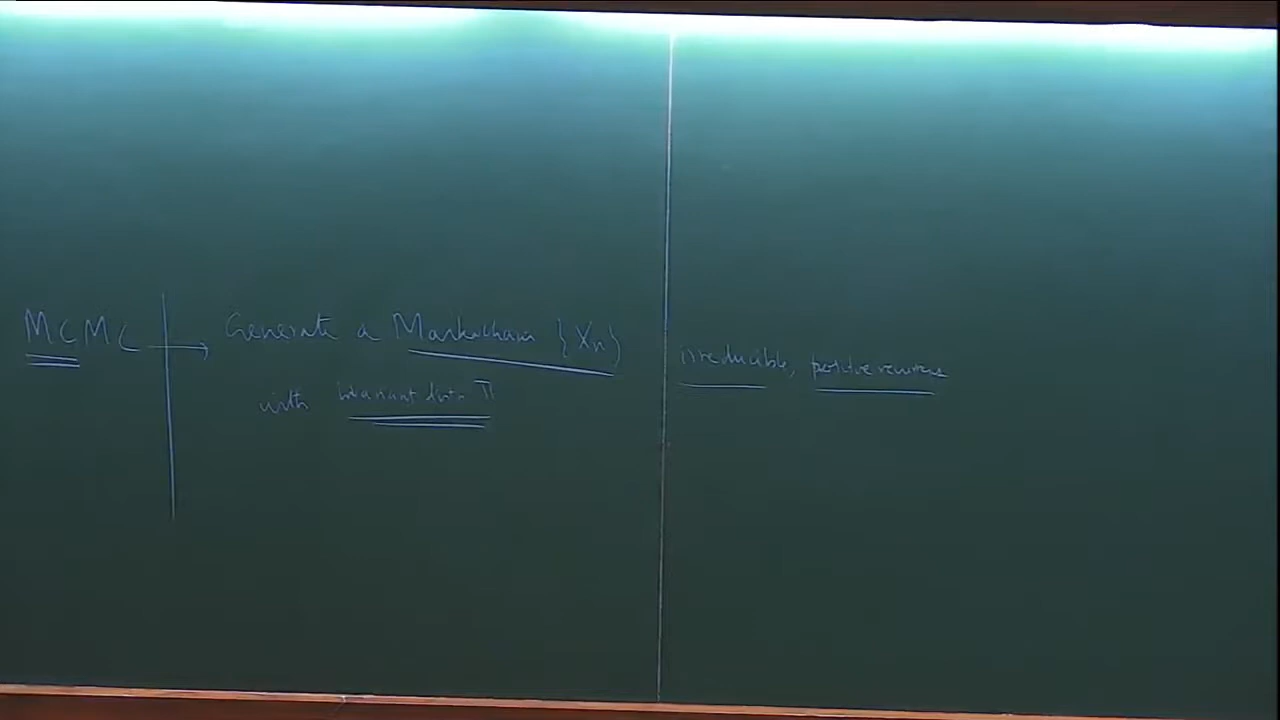 MCMC → Generate a Markov chain {Xn} irreducible, positive recurrent
with invariant distn π